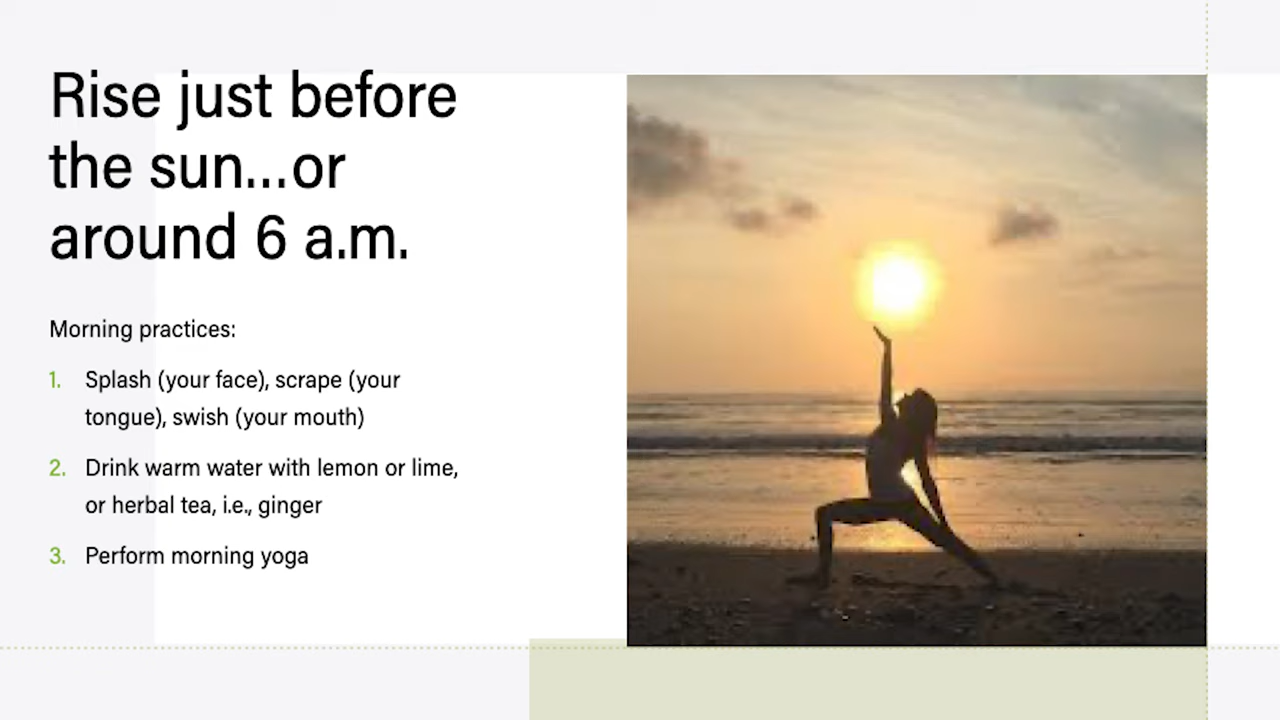 Rise just before
the sun...or
around 6 a.m.
Morning practices:
1. Splash (your face), scrape (your
tongue), swish (your mouth)
2. Drink warm water with lemon or lime,
or herbal tea, i.e., ginger
3. Perform morning yoga